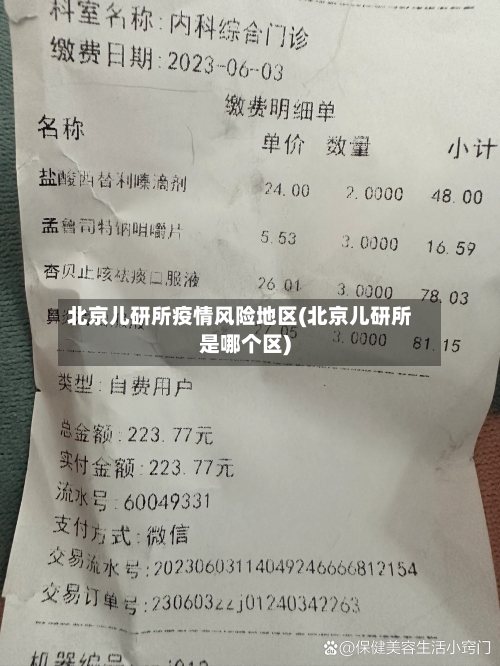 科室名称:内科综合门诊
缴费日期:2023-06-03
缴费明细单
名称 单价 数量 小计
盐酸西替利嗪滴剂 24.00 2.0000 48.00
孟鲁司特钠咀嚼片 5.53 3.0000 16.59
杏贝止咳祛痰口服液 26.01 3.0000 78.03
27.05 3.0000 81.15
北京儿研所疫情风险地区(北京儿研所
是哪个区)
类型:自费用户
总金额:223.77元
实付金额:223.77元
流水号:60049331
支付方式:微信
交易流水号:20230603114049246666812154
交易订单号:230603zzj01240342263
@保健美容生活小窍门